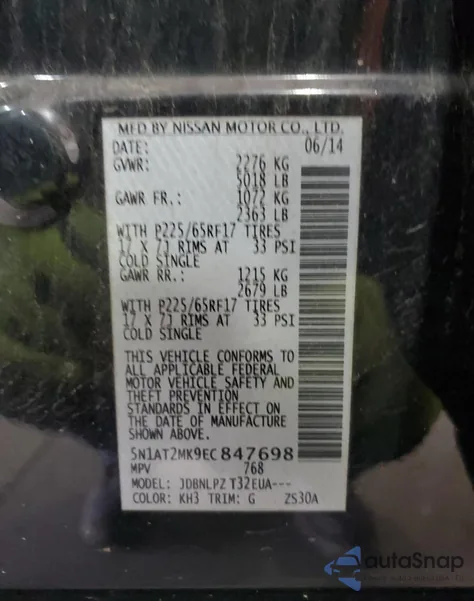 MFD BY NISSAN MOTOR CO., LTD.
DATE: 06/14
GVWR: 2276 KG
5018 LB
GAWR FR.: 1072 KG
2363 LB
WITH P225/65RF17 TIRES
17 X 7J RIMS AT 33 PSI
COLD SINGLE
GAWR RR.: 1215 KG
2679 LB
WITH P225/65RF17 TIRES
17 X 7J RIMS AT 33 PSI
COLD SINGLE
THIS VEHICLE CONFORMS TO
ALL APPLICABLE FEDERAL
MOTOR VEHICLE SAFETY AND
THEFT PREVENTION
STANDARDS IN EFFECT ON
THE DATE OF MANUFACTURE
SHOWN ABOVE.
5N1AT2MK9EC847698
MPV 768
MODEL: JDBNLPZ T32EUA---
COLOR: KH3 TRIM: G ZS30A
autaSnap